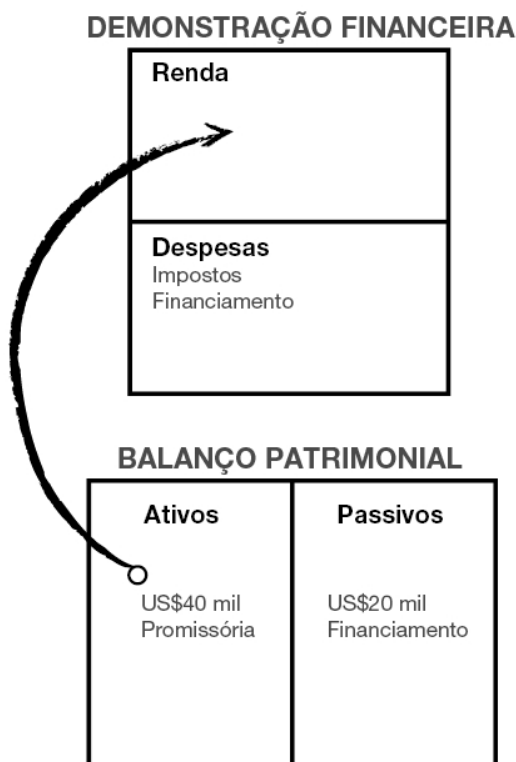 DEMONSTRAÇÃO FINANCEIRA
Renda
Despesas
Impostos
Financiamento
BALANÇO PATRIMONIAL
Ativos
US$40 mil
Promissória
Passivos
US$20 mil
Financiamento